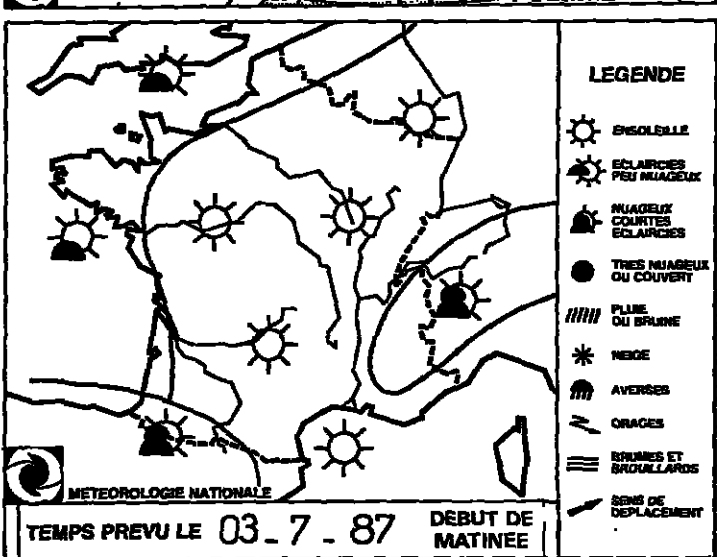 LEGENDE
ENSOLEILLE
ECLAIRCIES
PEU NUAGEUX
NUAGEUX
COURTES
ECLAIRCIES
TRES NUAGEUX
OU COUVERT
PLUIE
OU BRUINE
NEIGE
AVERSES
ORAGES
BRUMES ET
BROUILLARDS
SENS DE
DEPLACEMENT
METEOROLOGIE NATIONALE
TEMPS PREVU LE 03-7-87 DEBUT DE
MATINEE